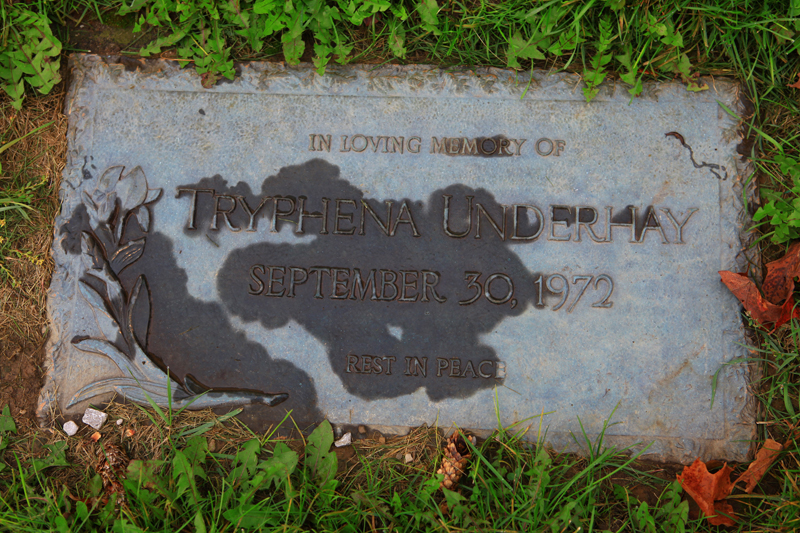 IN LOVING MEMORY OF
TRYPHENA UNDERHAY
SEPTEMBER 30, 1972
REST IN PEACE